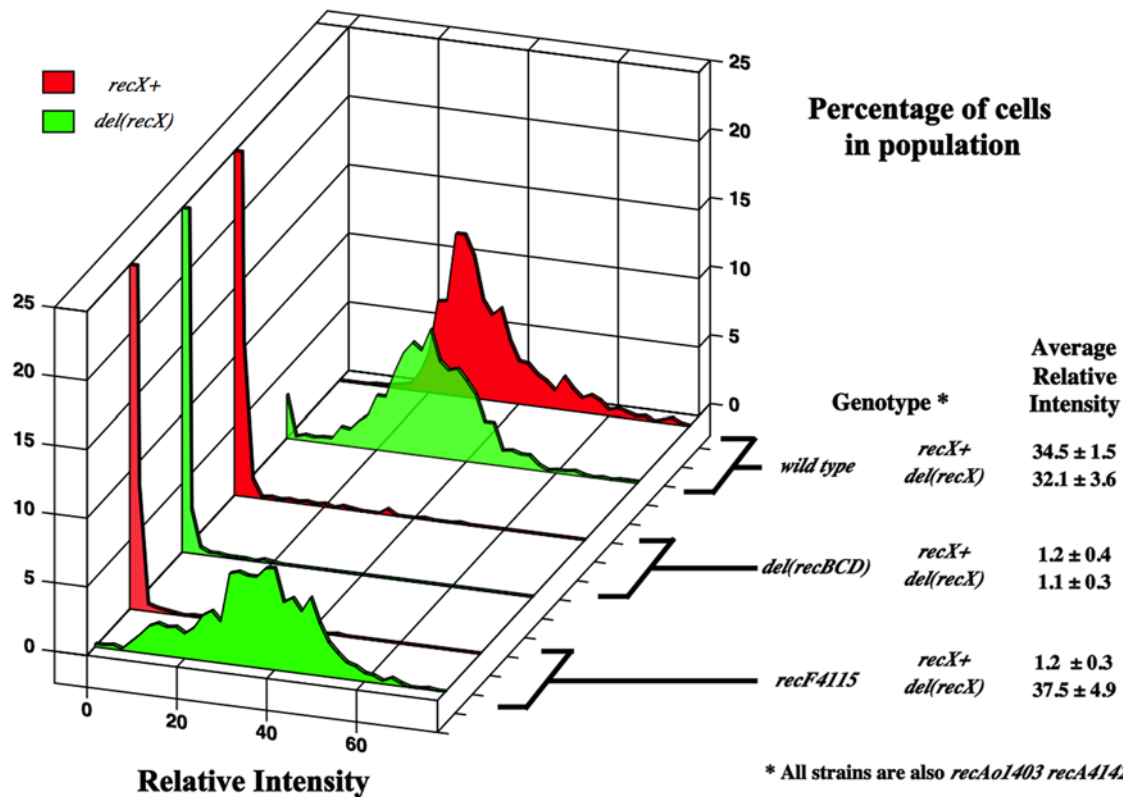 recX+
del(recX)
Percentage of cells
in population
25
20
15
10
5
0
25
20
15
10
5
0
0
20
40
60
Relative Intensity
Average
Relative
Intensity
Genotype *
wild type
recX+ 34.5 ± 1.5
del(recX) 32.1 ± 3.6
del(recBCD)
recX+ 1.2 ± 0.4
del(recX) 1.1 ± 0.3
recF4115
recX+ 1.2 ± 0.3
del(recX) 37.5 ± 4.9
* All strains are also recAo1403 recA4142